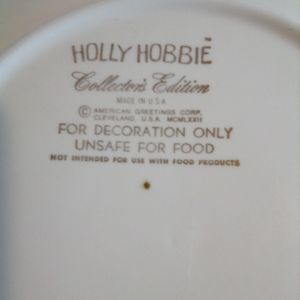 HOLLY HOBBIE
Collector's Edition
MADE IN U.S.A.
© AMERICAN GREETINGS CORP.
CLEVELAND, U.S.A. MCMLXXII
FOR DECORATION ONLY
UNSAFE FOR FOOD
NOT INTENDED FOR USE WITH FOOD PRODUCTS